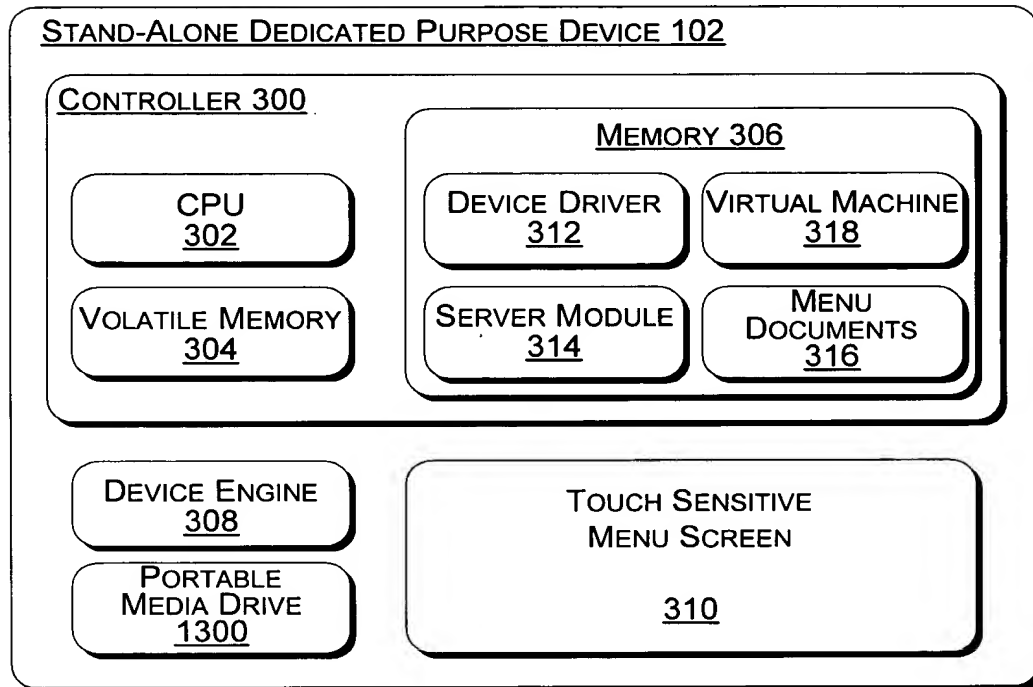 STAND-ALONE DEDICATED PURPOSE DEVICE 102
CONTROLLER 300
CPU
302
VOLATILE MEMORY
304
MEMORY 306
DEVICE DRIVER
312
VIRTUAL MACHINE
318
SERVER MODULE
314
MENU
DOCUMENTS
316
DEVICE ENGINE
308
PORTABLE
MEDIA DRIVE
1300
TOUCH SENSITIVE
MENU SCREEN
310